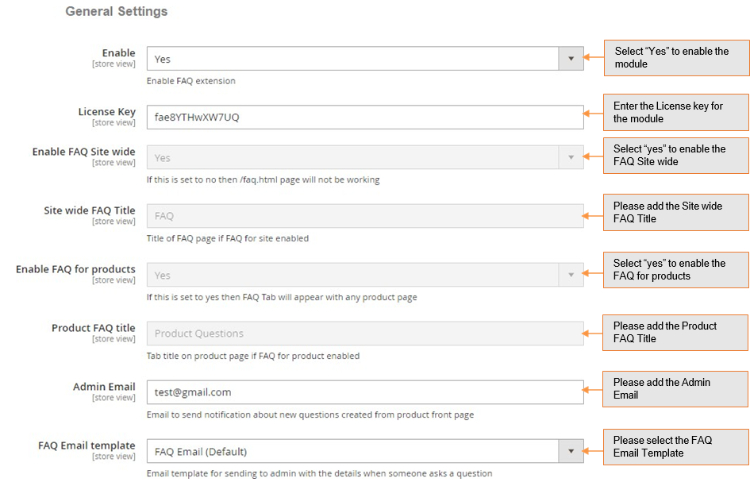 General Settings
Enable
[store view]
Yes
Enable FAQ extension
Select “Yes” to enable the
module
License Key
[store view]
fae8YTHwXW7UQ
Enter the License key for
the module
Enable FAQ Site wide
[store view]
Yes
If this is set to no then /faq.html page will not be working
Select “yes” to enable the
FAQ Site wide
Site wide FAQ Title
[store view]
FAQ
Title of FAQ page if FAQ for site enabled
Please add the Site wide
FAQ Title
Enable FAQ for products
[store view]
Yes
If this is set to yes then FAQ Tab will appear with any product page
Select “yes” to enable the
FAQ for products
Product FAQ title
[store view]
Product Questions
Tab title on product page if FAQ for product enabled
Please add the Product
FAQ Title
Admin Email
[store view]
test@gmail.com
Email to send notification about new questions created from product front page
Please add the Admin
Email
FAQ Email template
[store view]
FAQ Email (Default)
Email template for sending to admin with the details when someone asks a question
Please select the FAQ
Email Template